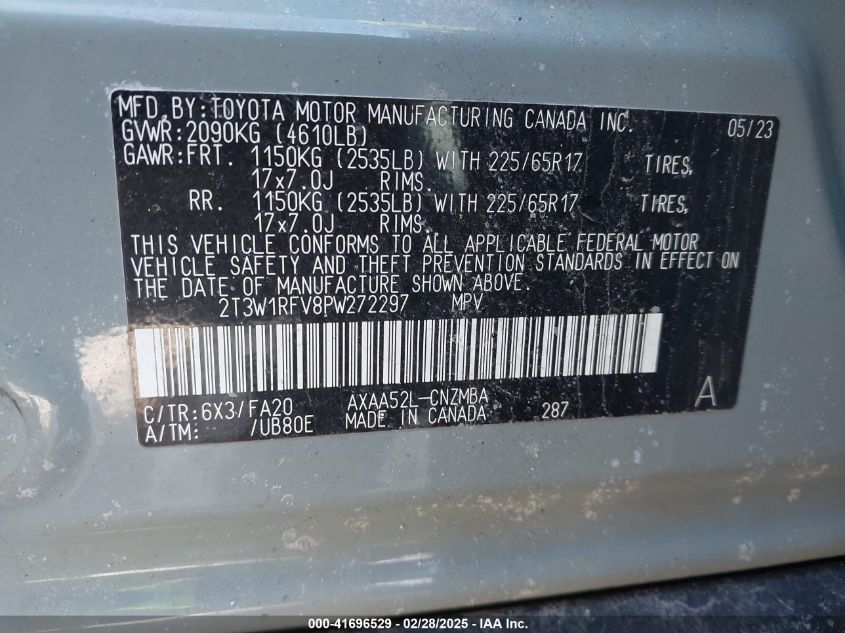 MFD.BY:TOYOTA MOTOR MANUFACTURING CANADA INC. 05/23
GVWR:2090KG (4610LB)
GAWR:FRT. 1150KG (2535LB) WITH 225/65R17 TIRES,
17x7.0J RIMS.
RR. 1150KG (2535LB) WITH 225/65R17 TIRES,
17x7.0J RIMS.
THIS VEHICLE CONFORMS TO ALL APPLICABLE FEDERAL MOTOR
VEHICLE SAFETY AND THEFT PREVENTION STANDARDS IN EFFECT ON
THE DATE OF MANUFACTURE SHOWN ABOVE.
2T3W1RFV8PW272297 MPV
C/TR:6X3/FA20 AXAA52L-CNZMBA A
A/TM: /UB80E MADE IN CANADA 287
000-41696529 | 02/28/2025 - IAA Inc.